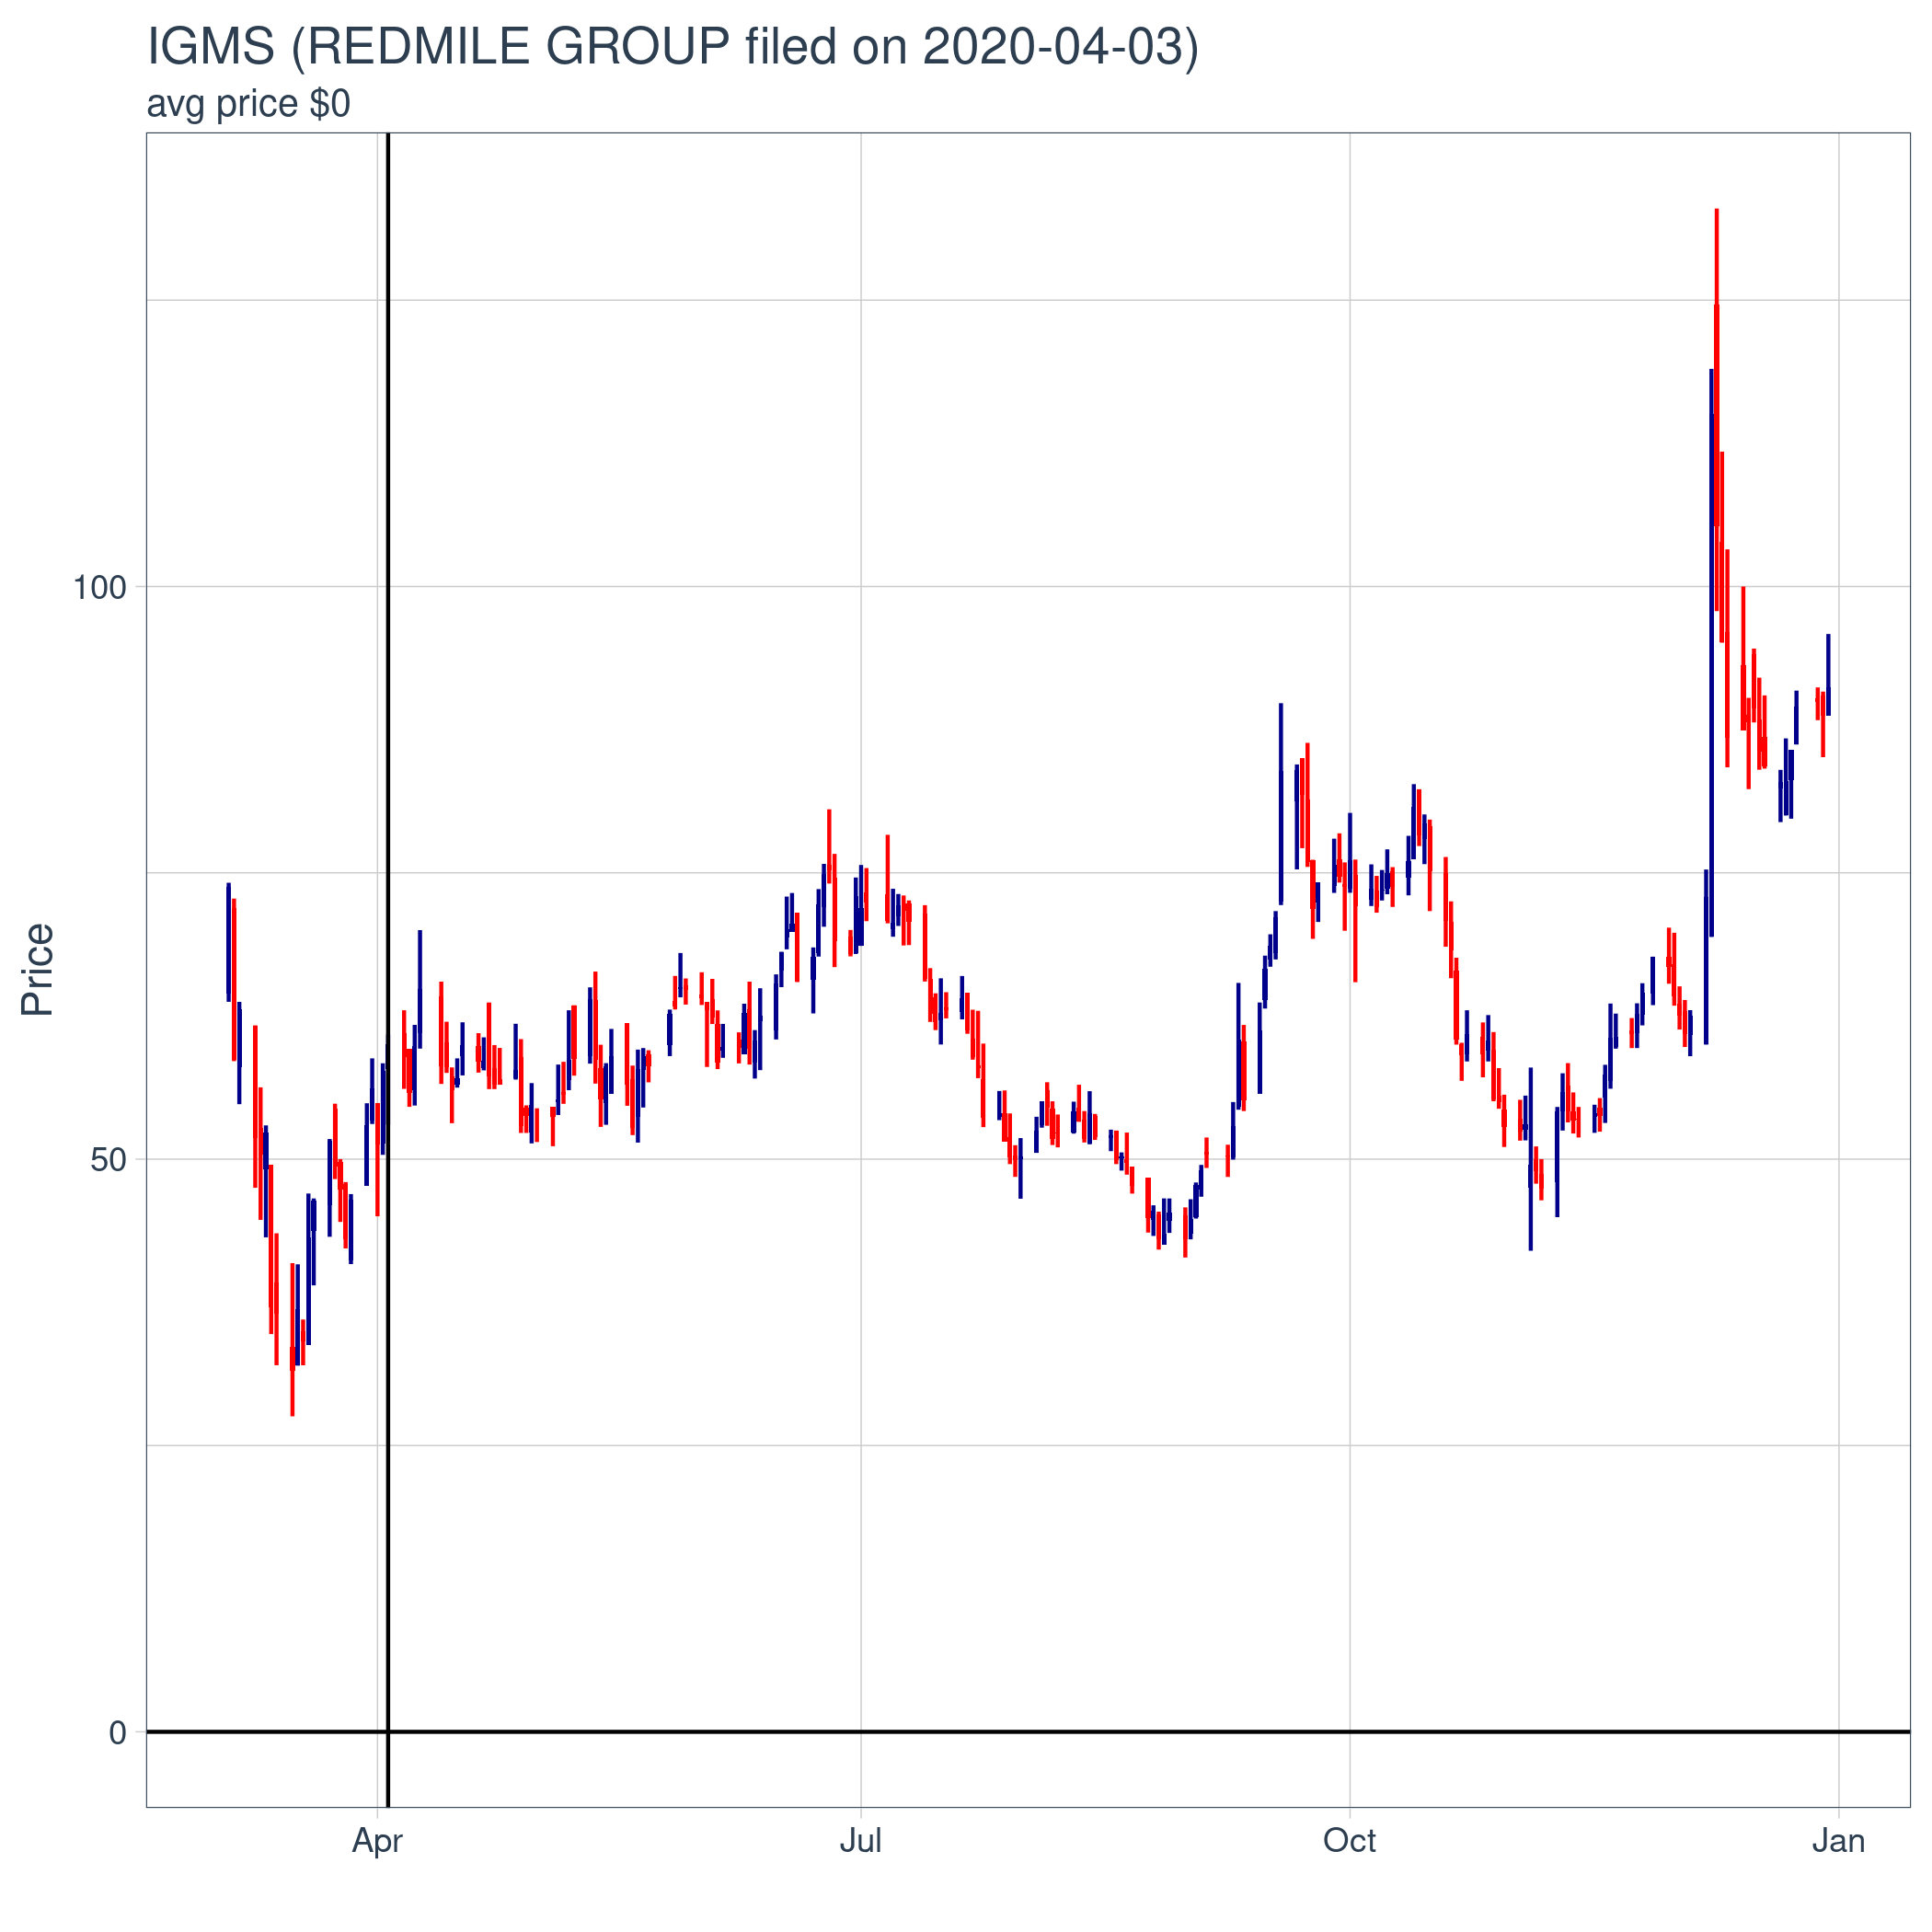 IGMS (REDMILE GROUP filed on 2020-04-03)
avg price $0
Price
100
50
0
Apr Jul Oct Jan